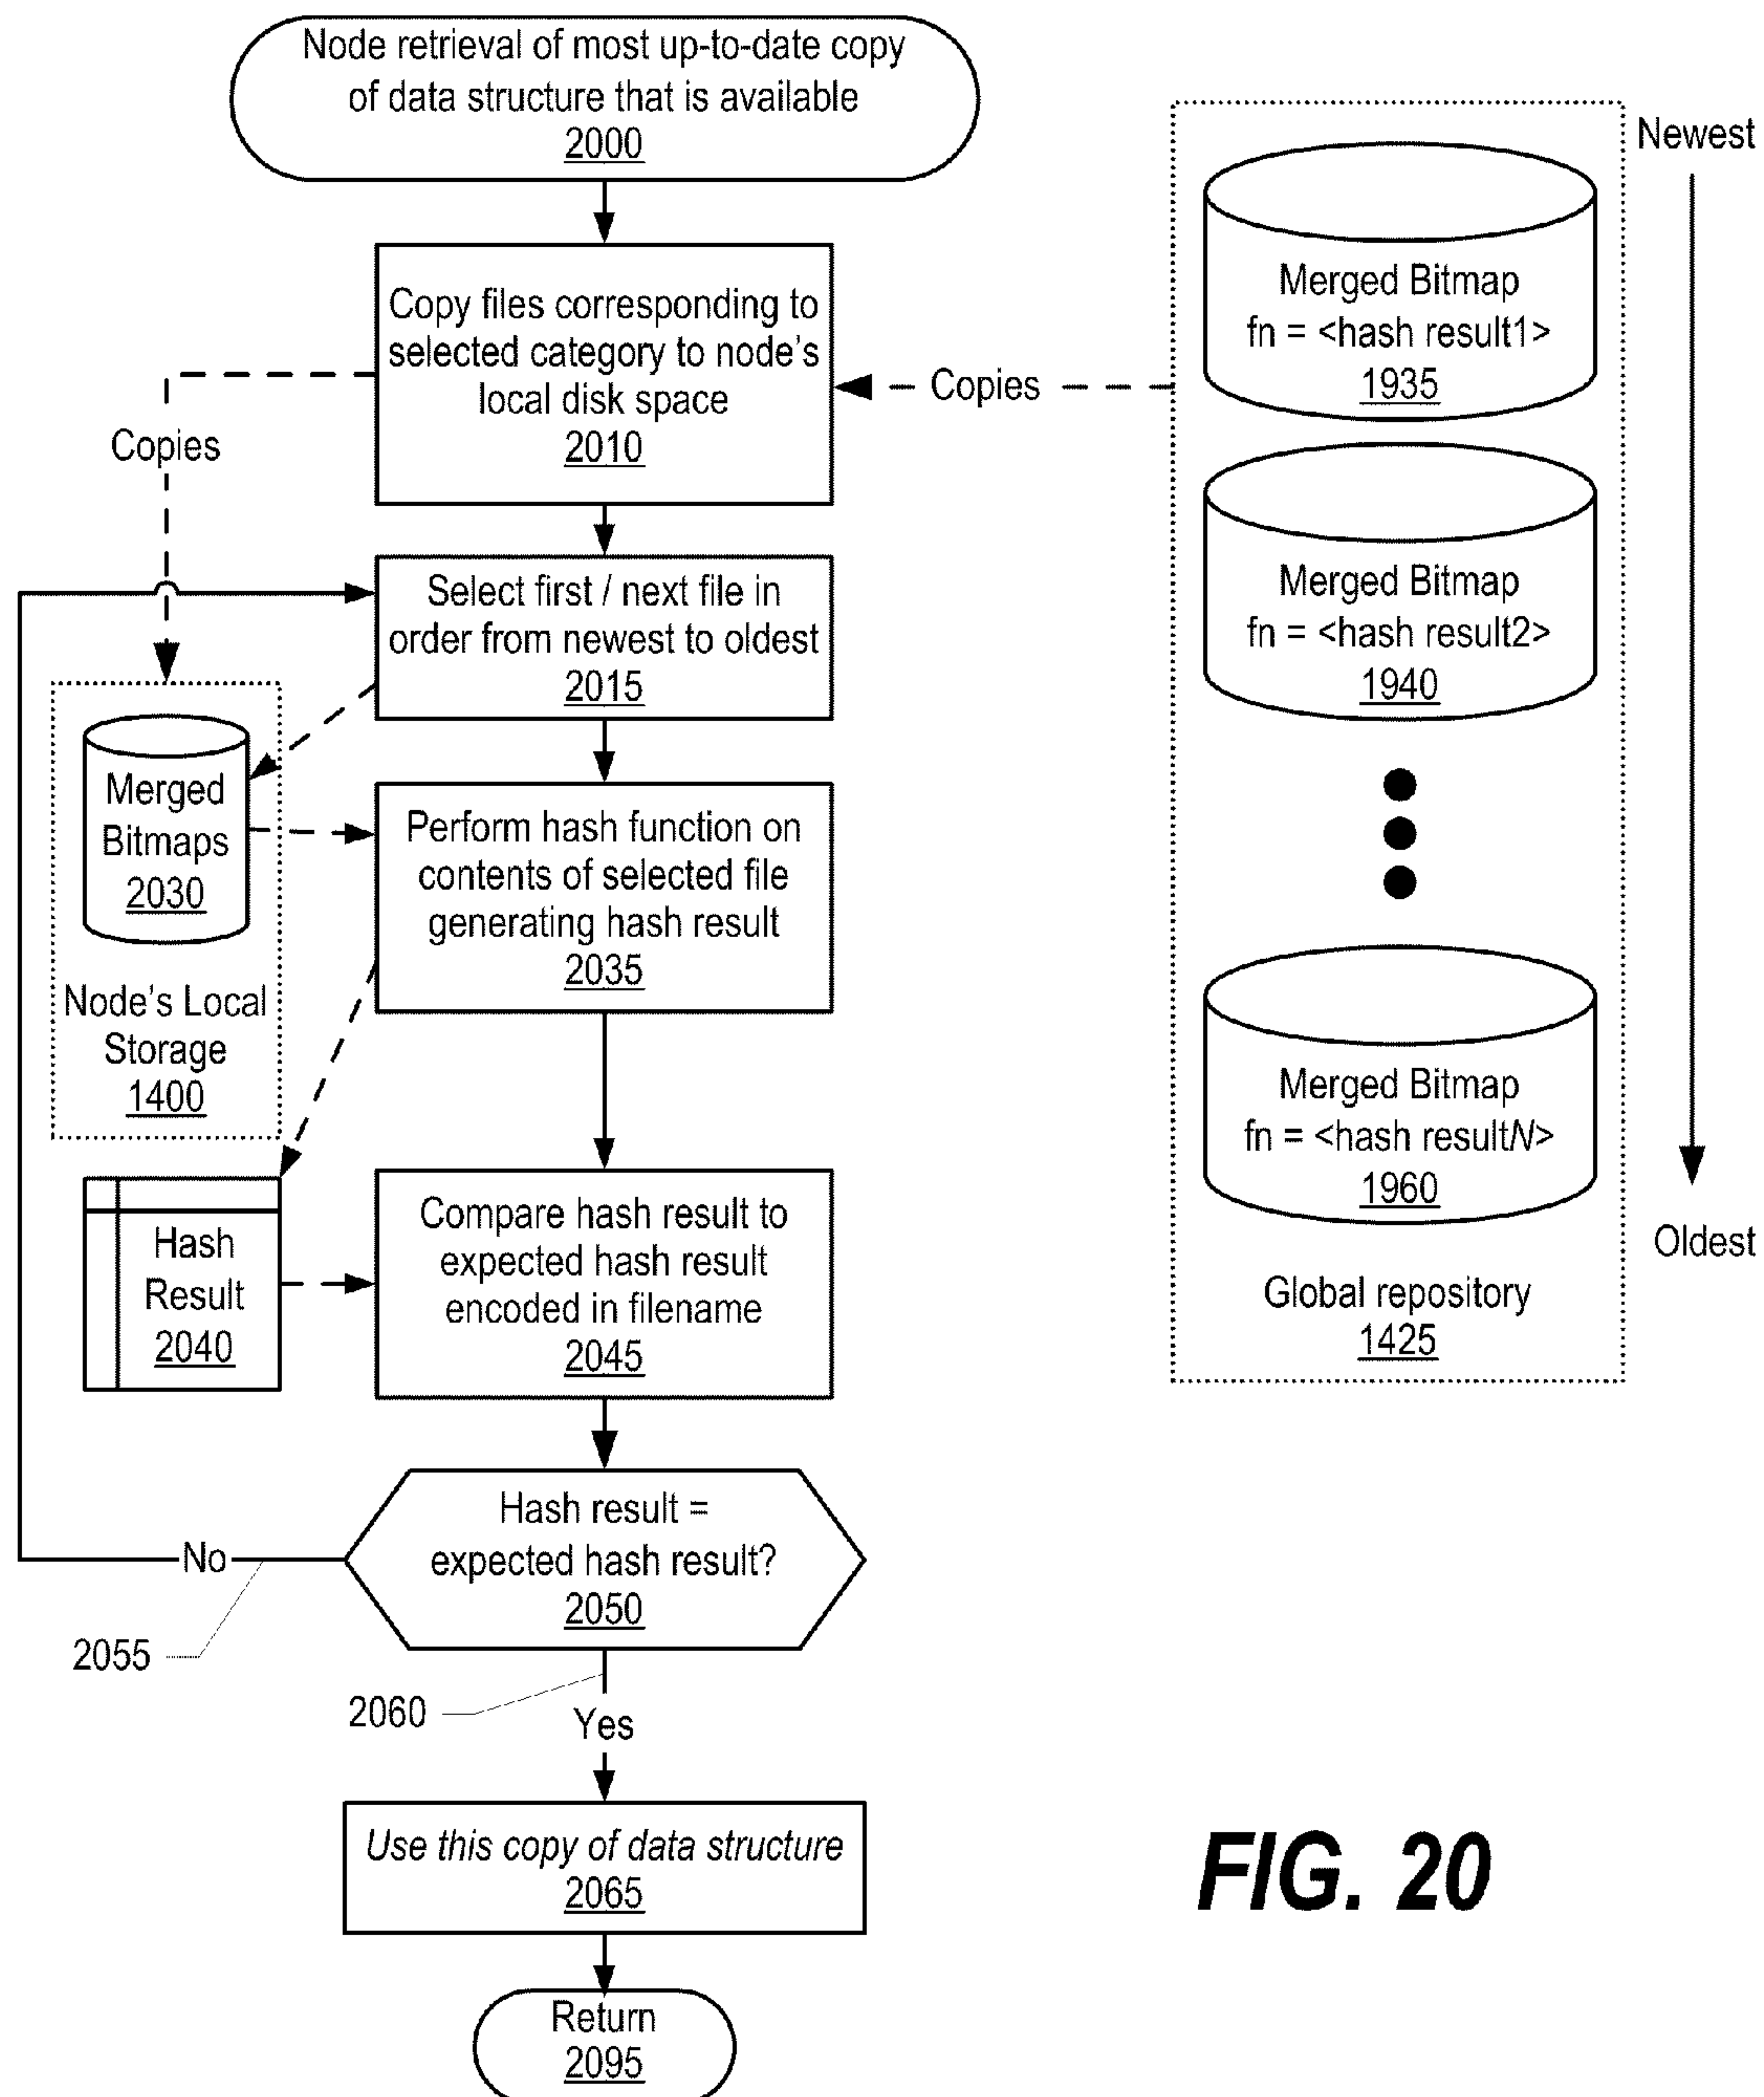 Node retrieval of most up-to-date copy
of data structure that is available
2000
Copy files corresponding to
selected category to node's
local disk space
2010
Copies
Copies
Select first / next file in
order from newest to oldest
2015
Merged
Bitmaps
2030
Node's Local
Storage
1400
Perform hash function on
contents of selected file
generating hash result
2035
Hash
Result
2040
Compare hash result to
expected hash result
encoded in filename
2045
Hash result =
expected hash result?
2050
No
2055
2060
Yes
Use this copy of data structure
2065
Return
2095
Newest
Merged Bitmap
fn = <hash result1>
1935
Merged Bitmap
fn = <hash result2>
1940
Merged Bitmap
fn = <hash resultN>
1960
Oldest
Global repository
1425
FIG. 20